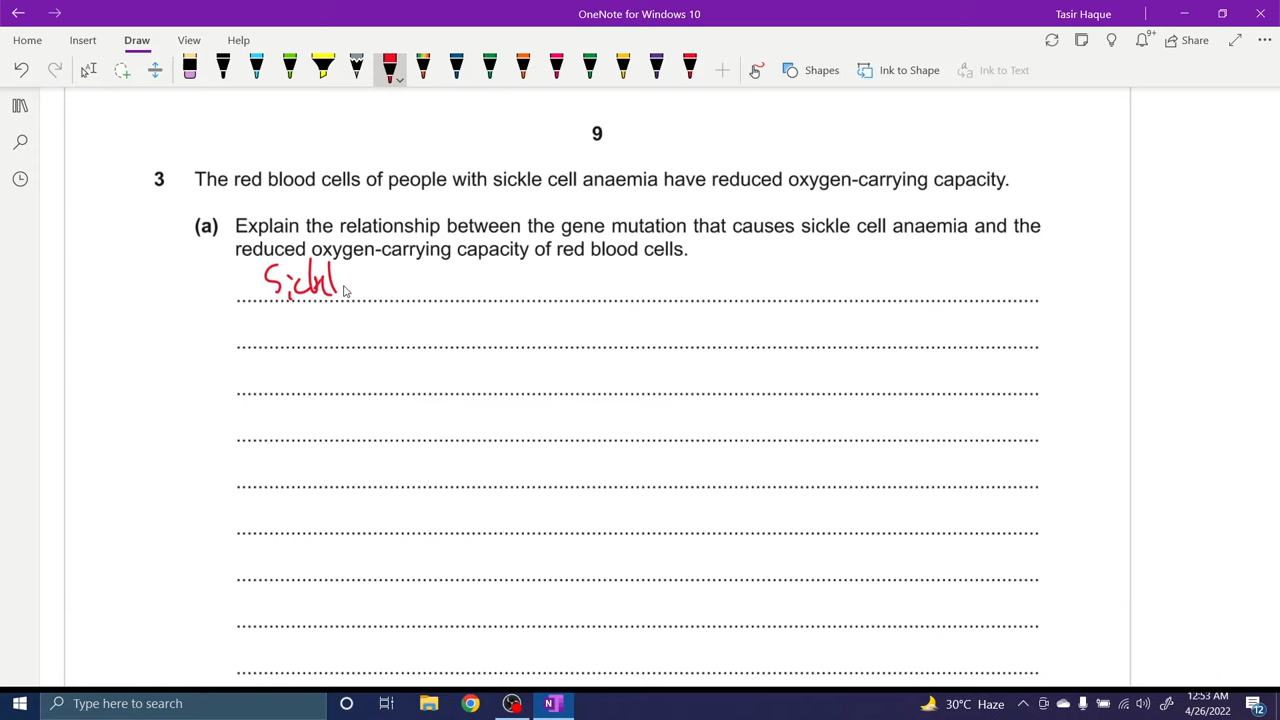 OneNote for Windows 10
Tasir Haque
Home Insert Draw View Help
9+
Share
Shapes
Ink to Shape
Ink to Text
9
3 The red blood cells of people with sickle cell anaemia have reduced oxygen-carrying capacity.
(a) Explain the relationship between the gene mutation that causes sickle cell anaemia and the
reduced oxygen-carrying capacity of red blood cells.
Type here to search
30°C Haze
12:53 AM
4/26/2022
12